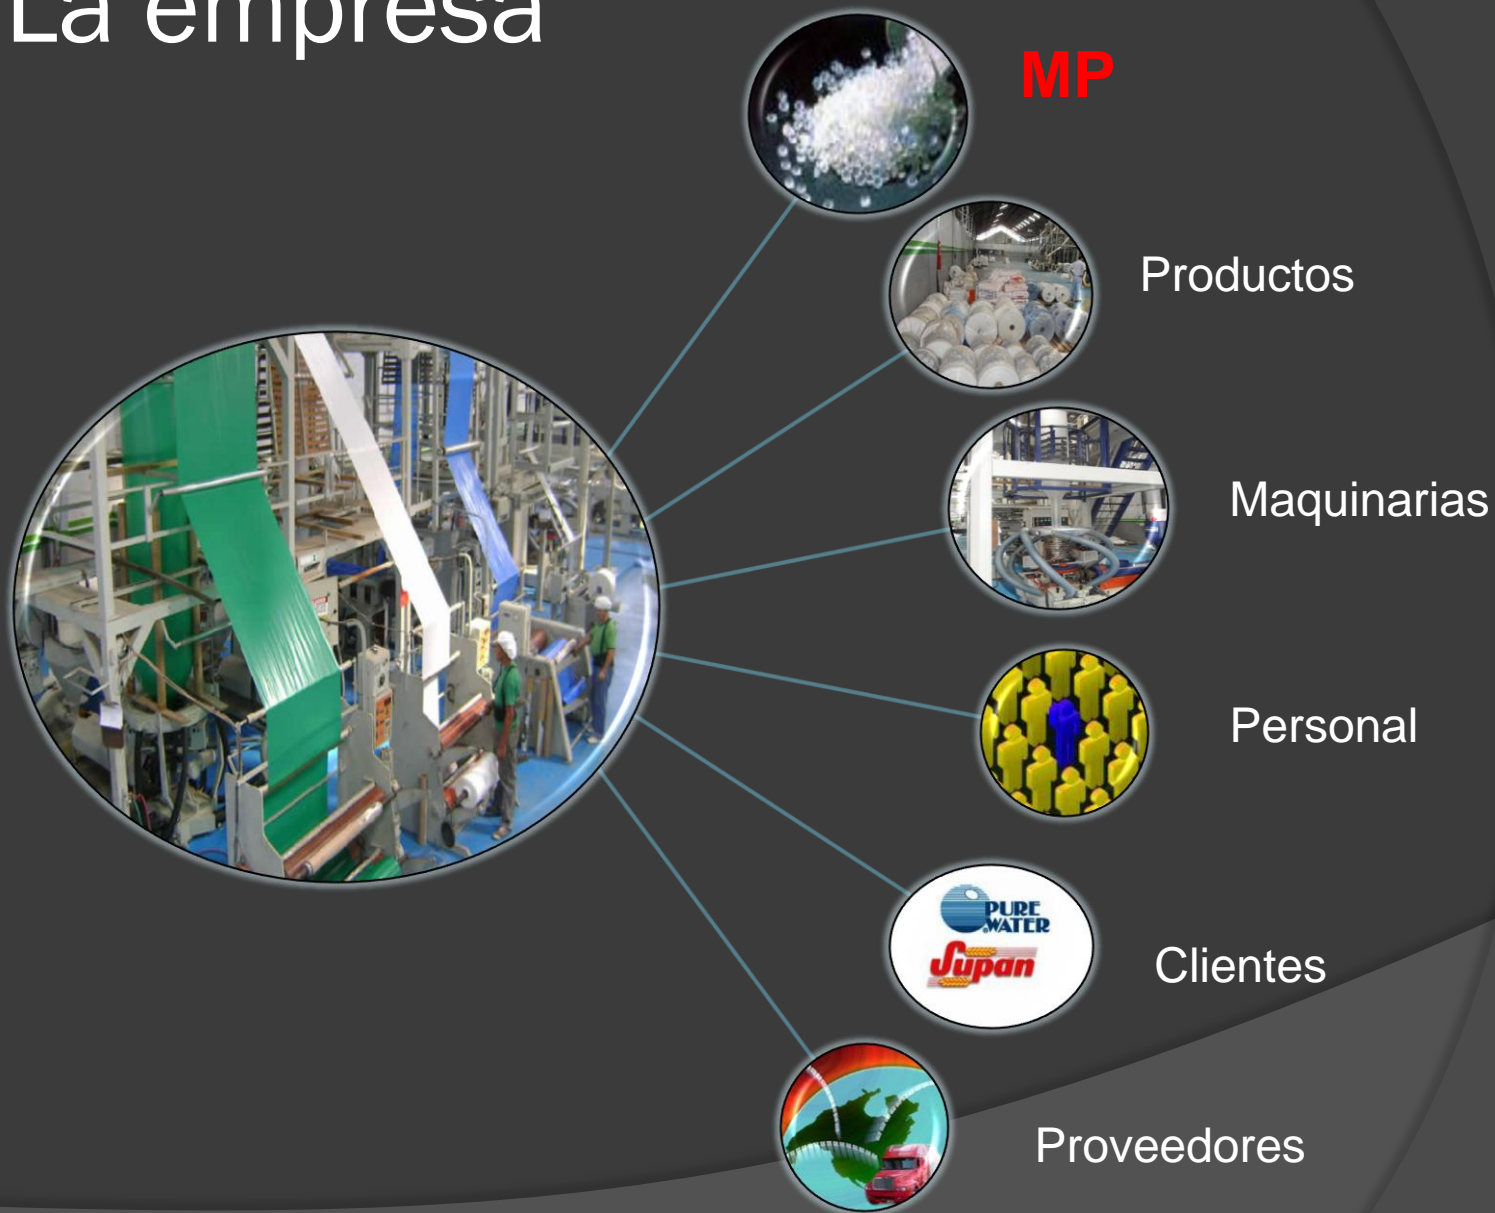 La empresa
MP
Productos
Maquinarias
Personal
PURE
WATER
Supan
Clientes
Proveedores